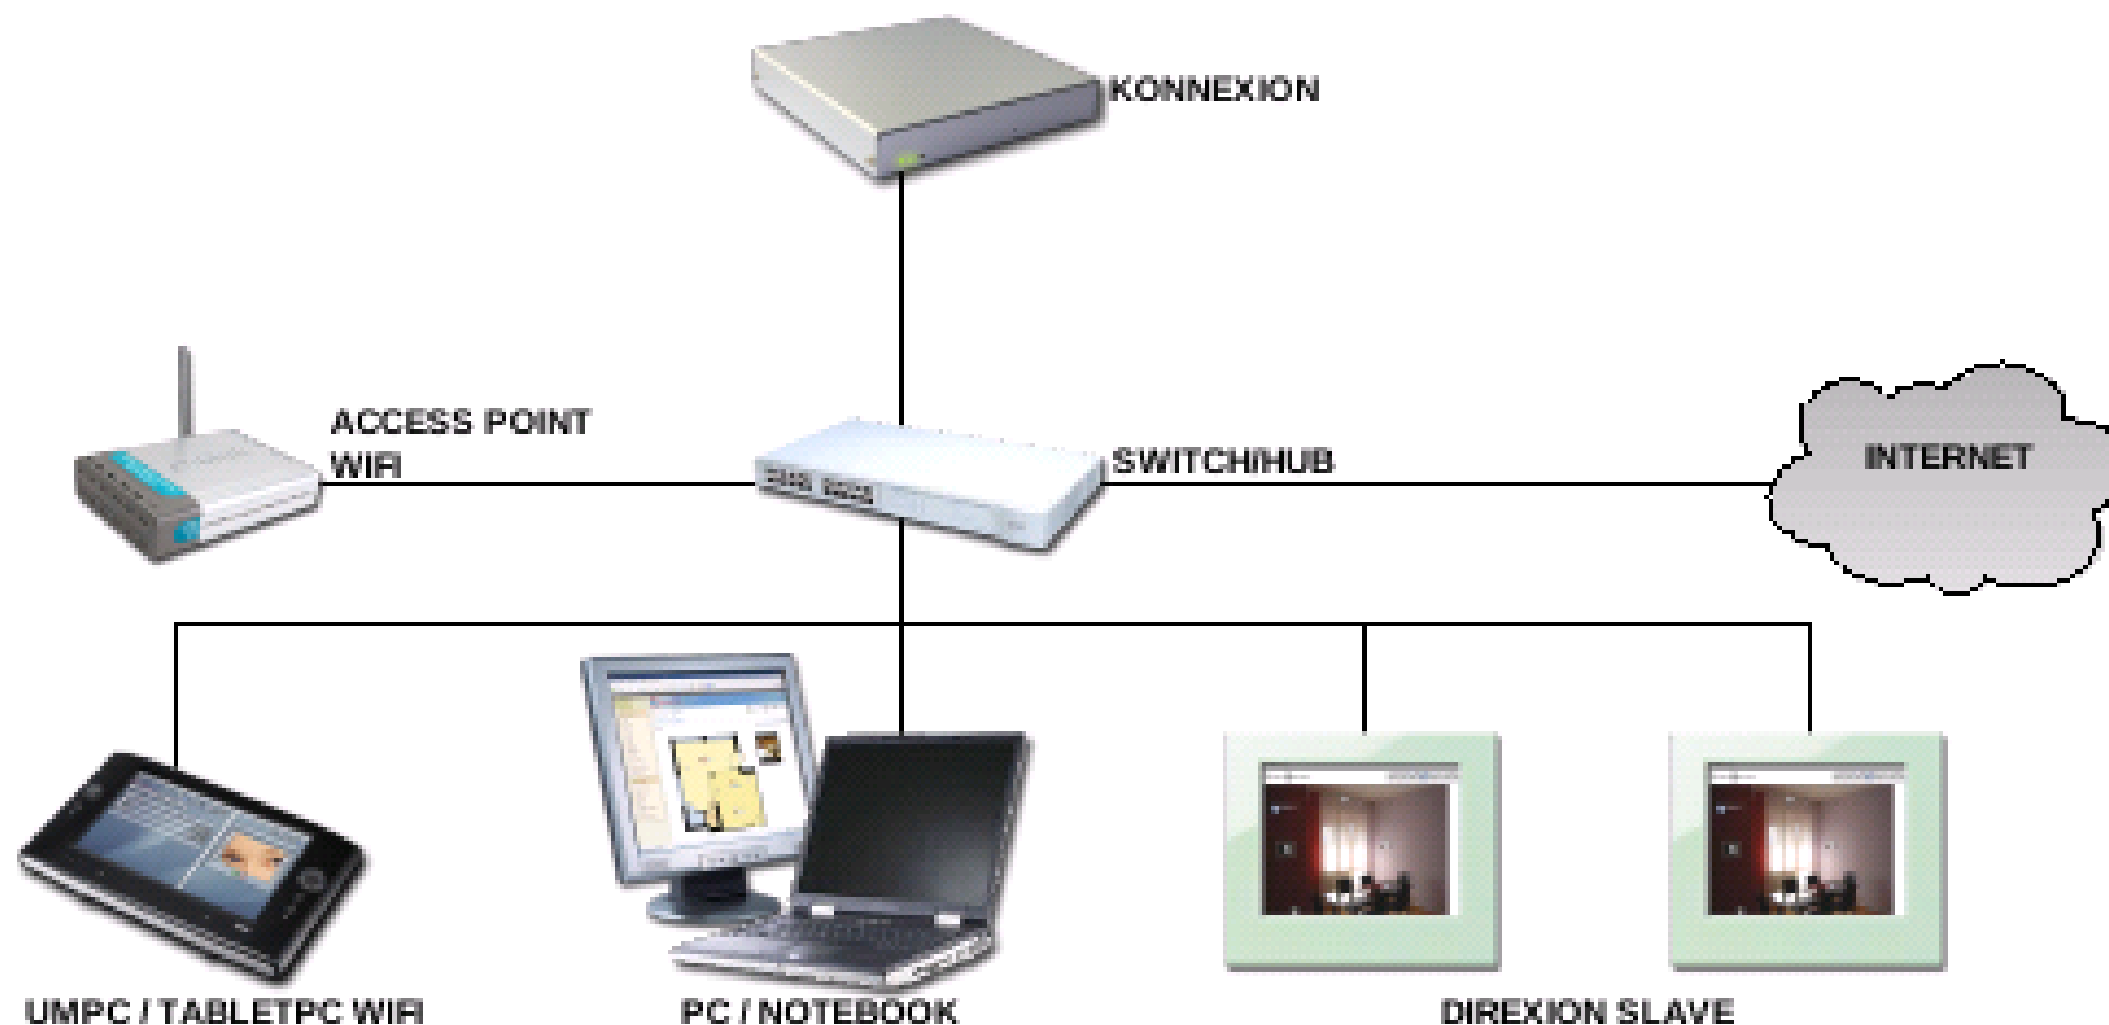 KONNEXION
ACCESS POINT
WIFI
SWITCH/HUB
INTERNET
UMPC / TABLETPC WIFI
PC / NOTEBOOK
DIREXION SLAVE